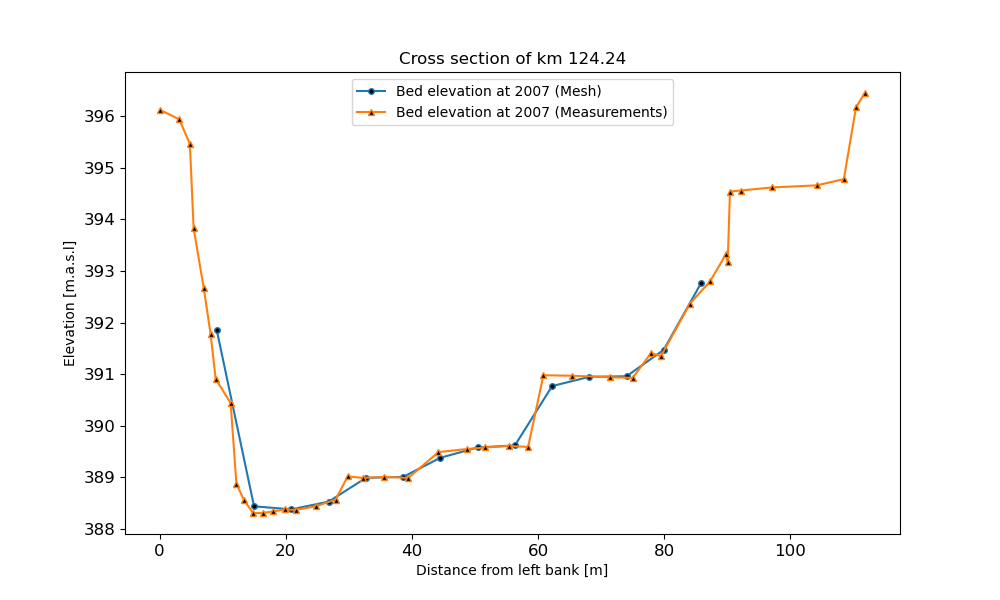 Cross section of km 124.24
Bed elevation at 2007 (Mesh)
Bed elevation at 2007 (Measurements)
396
395
394
393
392
391
390
389
388
Elevation [m.a.s.l]
0 20 40 60 80 100
Distance from left bank [m]